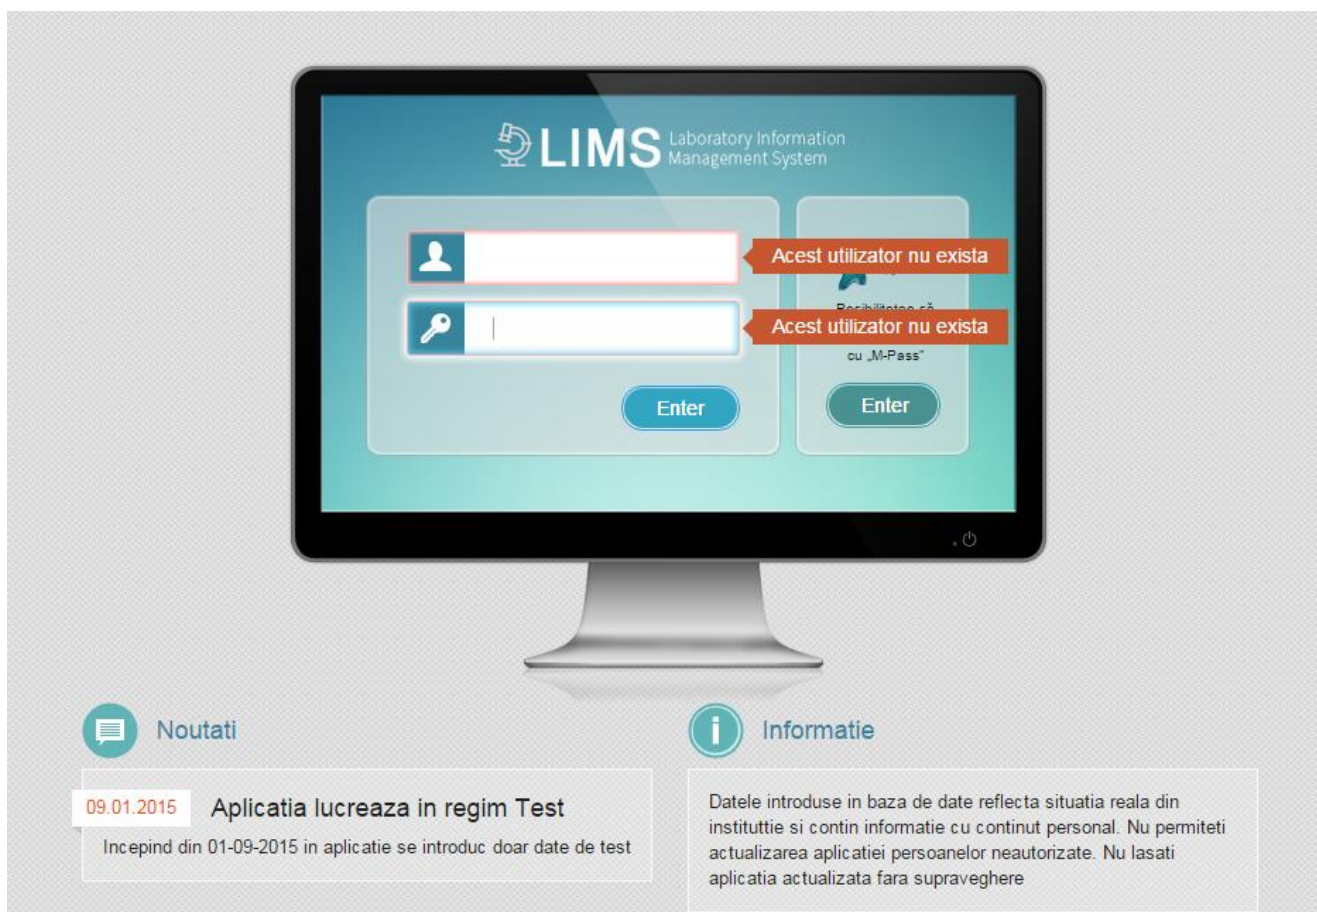 LIMS Laboratory Information
Management System
Acest utilizator nu exista
Acest utilizator nu exista
cu „M-Pass”
Enter
Enter
Noutati
09.01.2015 Aplicatia lucreaza in regim Test
Incepind din 01-09-2015 in aplicatie se introduc doar date de test
Informatie
Datele introduse in baza de date reflecta situatia reala din
instituttie si contin informatie cu continut personal. Nu permiteti
actualizarea aplicatiei persoanelor neautorizate. Nu lasati
aplicatia actualizata fara supraveghere